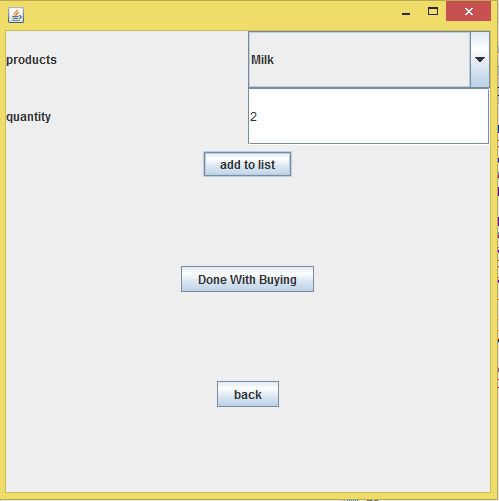 products Milk
quantity 2
add to list
Done With Buying
back